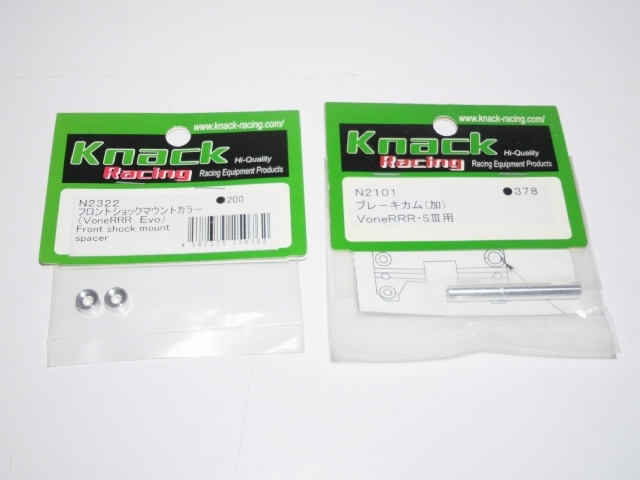 www.knack-racing.com/
Knack
Racing
Hi-Quality
Racing Equipment Products
N2322
●200
フロントショックマウントカラー
(VoneRRR Evo)
Front shock mount
spacer
www.knack-racing.com/
Knack
Racing
Hi-Quality
Racing Equipment Products
N2101
●378
ブレーキカム(加)
VoneRRR・SⅢ用